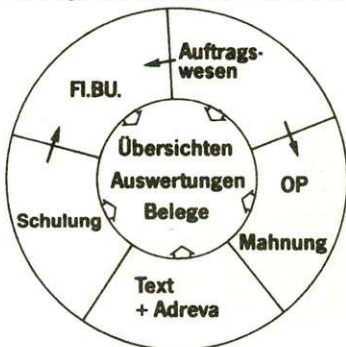 Auftrags-
wesen
FI.BU.
Übersichten
Auswertungen
Belege
OP
Mahnung
Schulung
Text
+ Adreva